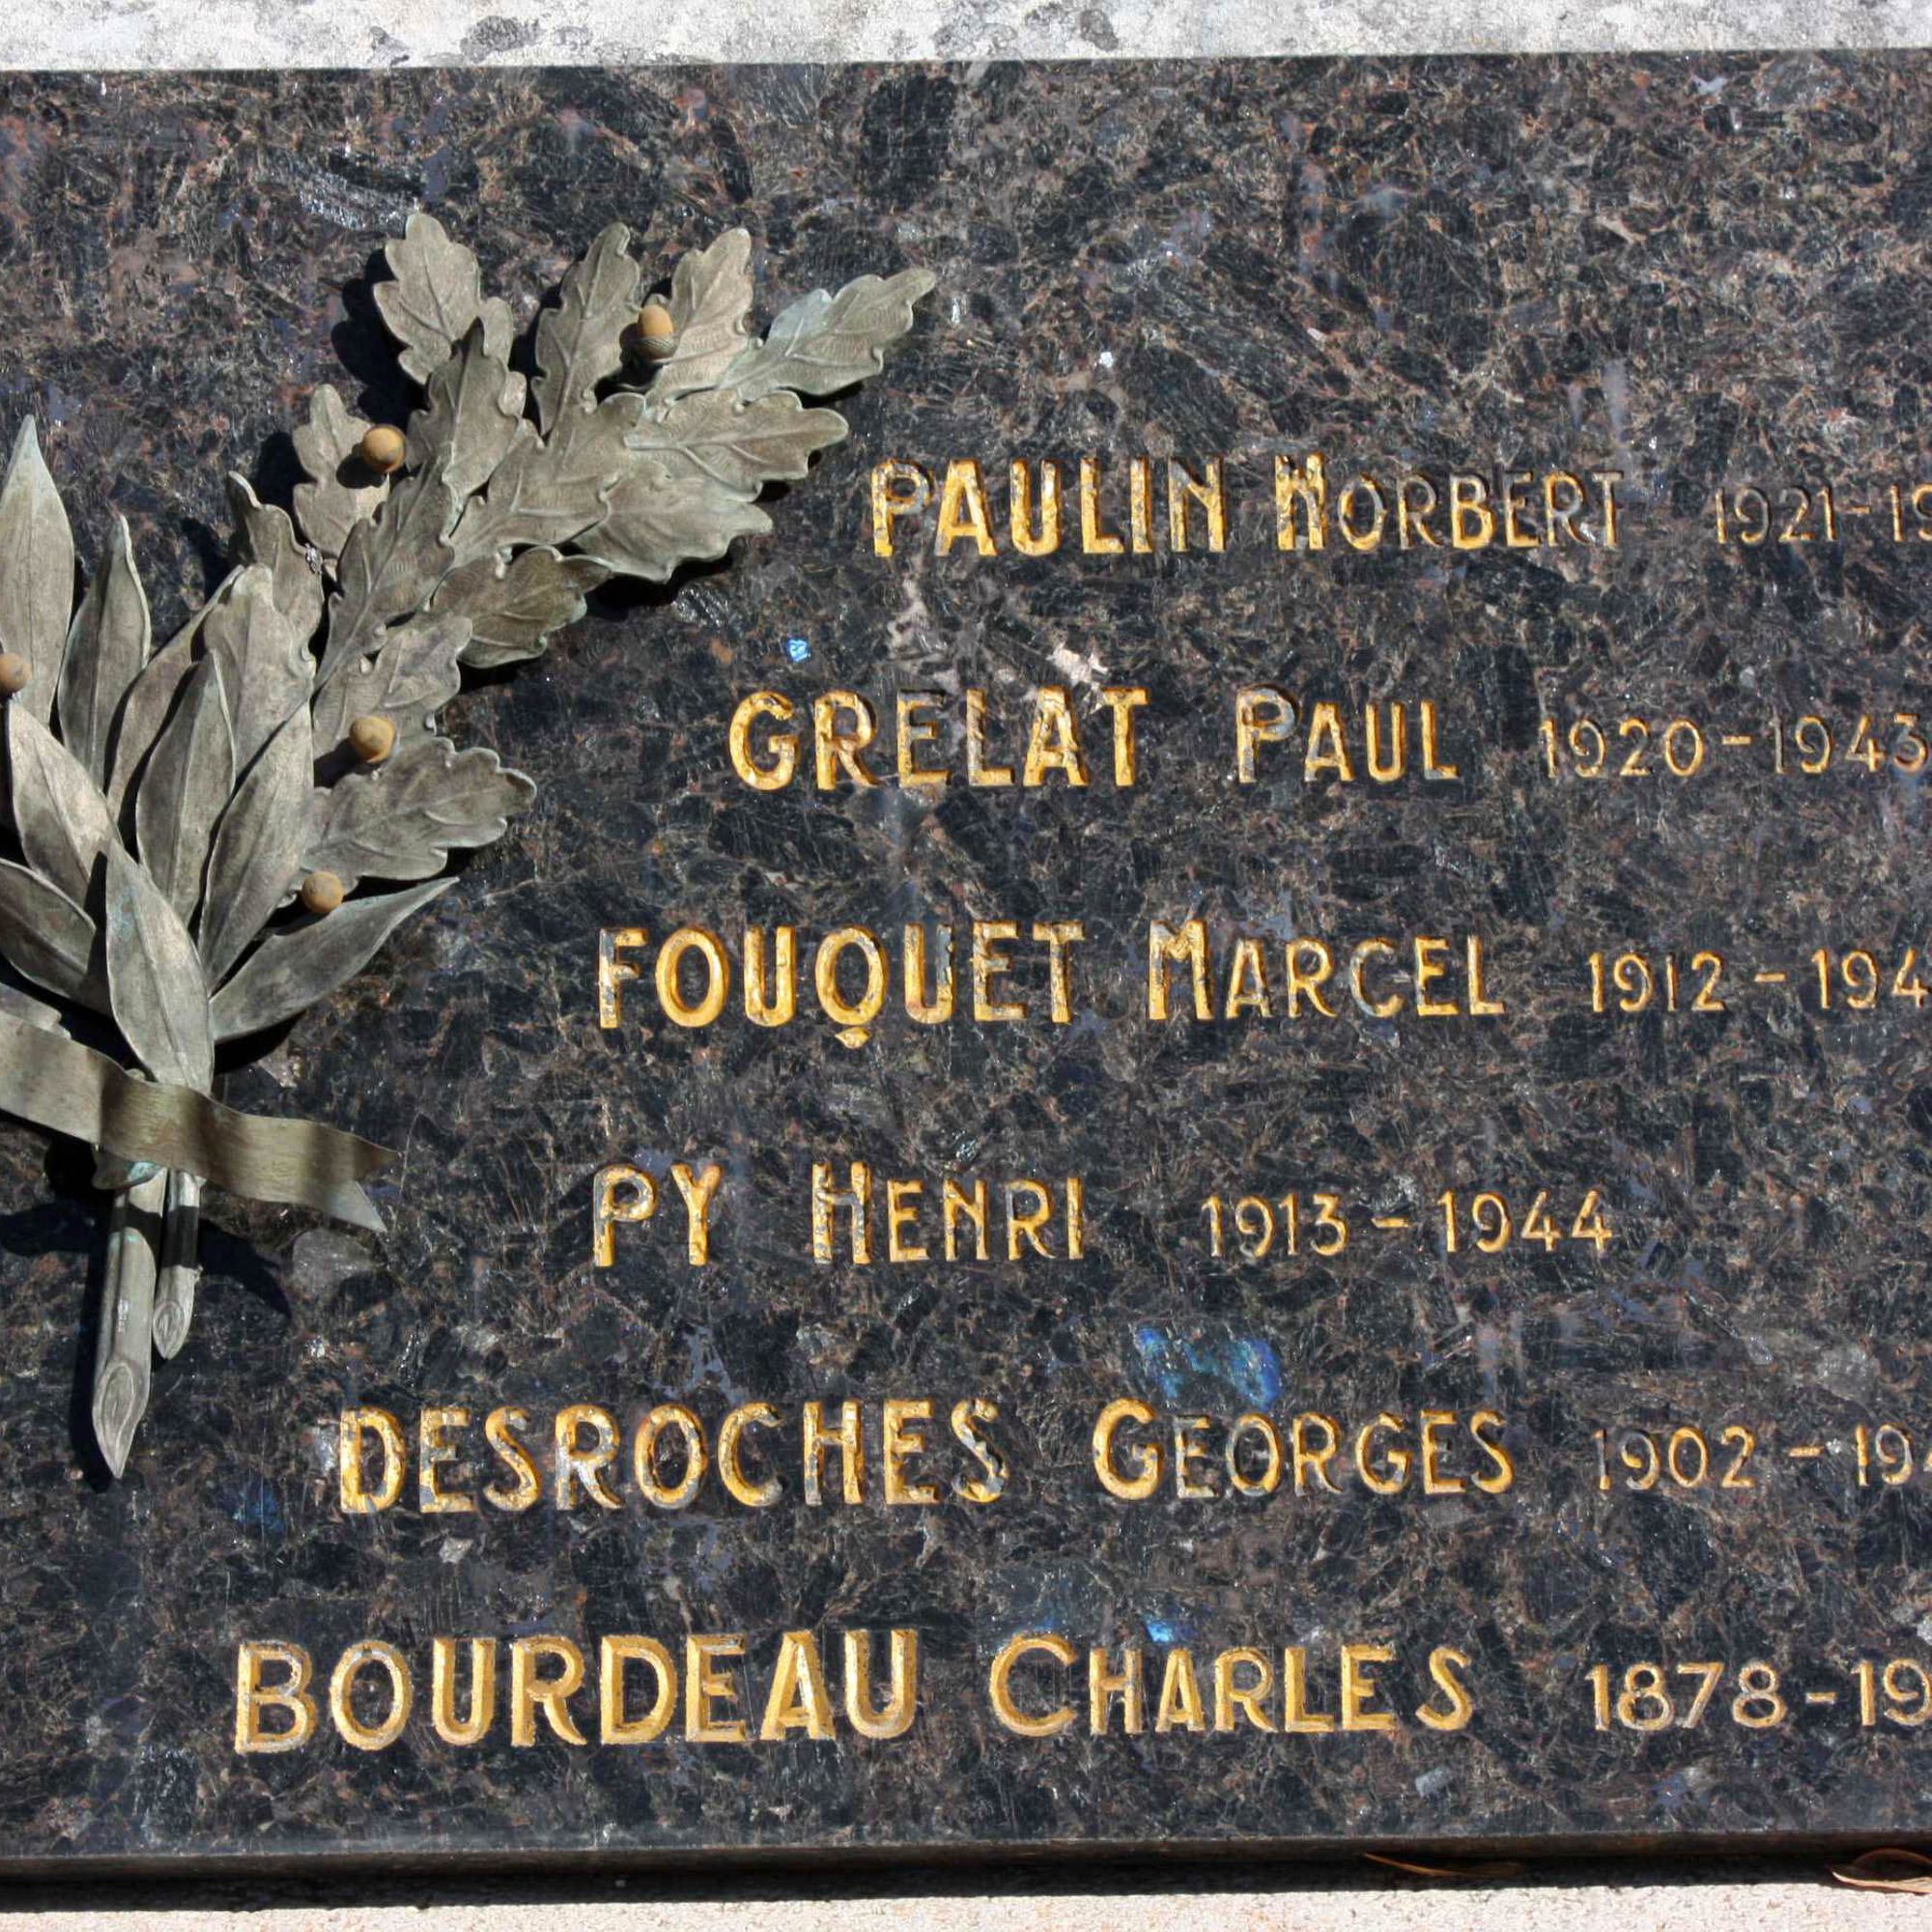 PAULIN NORBERT 1921-19
GRELAT PAUL 1920-1943
FOUQUET MARCEL 1912-194
PY HENRI 1913-1944
DESROCHES GEORGES 1902-19
BOURDEAU CHARLES 1878-19